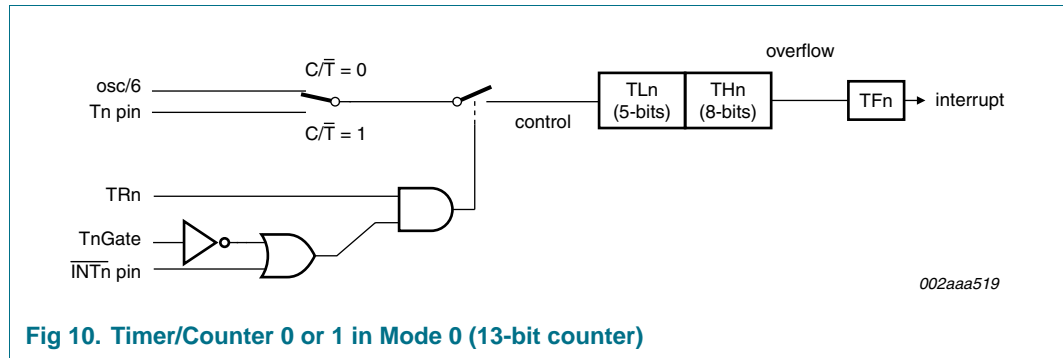 overflow
C/T̅ = 0
osc/6
Tn pin
C/T̅ = 1
control
TLn
(5-bits)
THn
(8-bits)
TFn
interrupt
TRn
TnGate
I̅N̅T̅n̅ pin
002aaa519
Fig 10. Timer/Counter 0 or 1 in Mode 0 (13-bit counter)